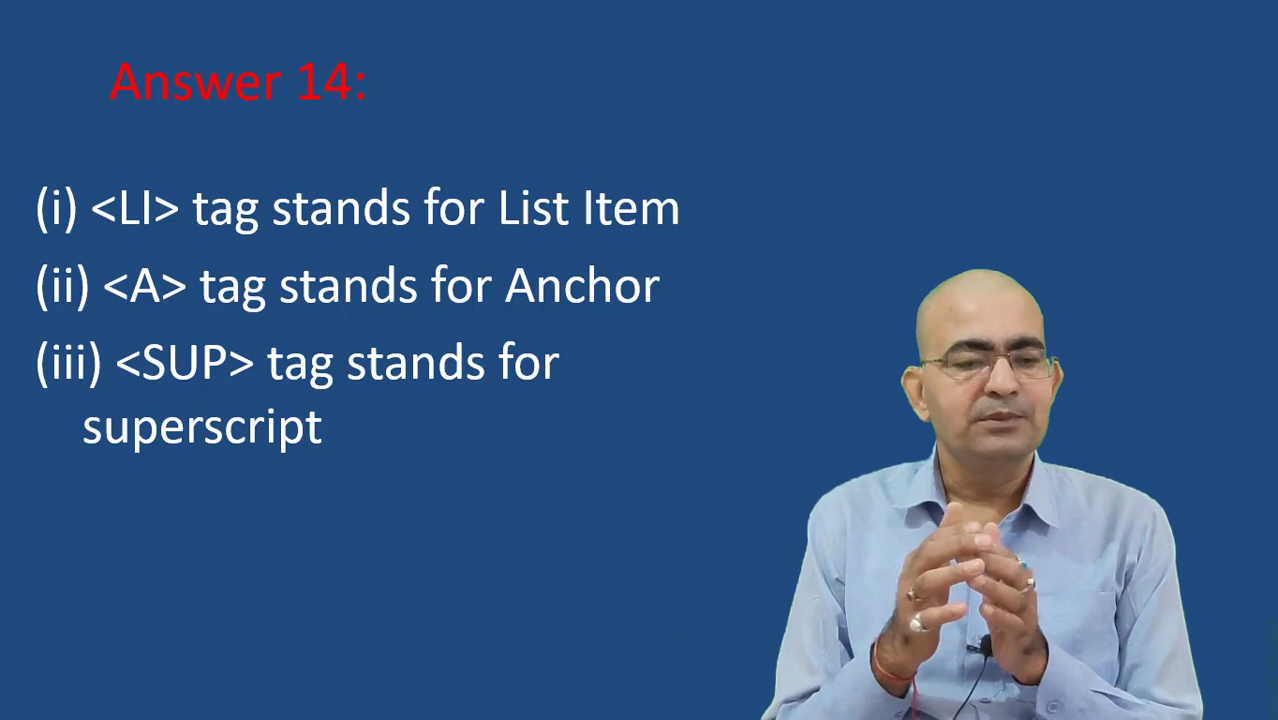 Answer 14:
(i) <LI> tag stands for List Item
(ii) <A> tag stands for Anchor
(iii) <SUP> tag stands for
superscript